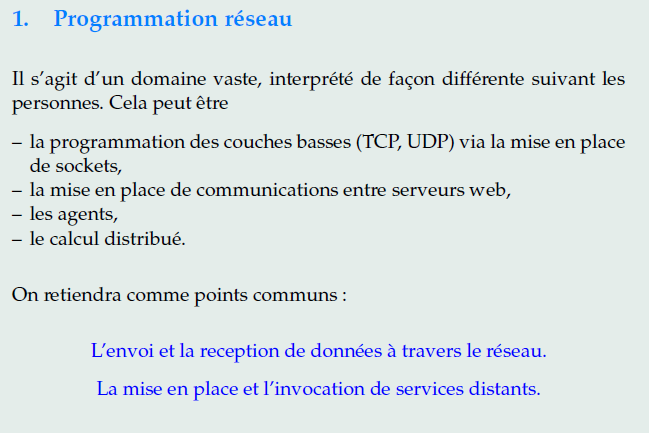 1. Programmation réseau
Il s’agit d’un domaine vaste, interprété de façon différente suivant les
personnes. Cela peut être
– la programmation des couches basses (TCP, UDP) via la mise en place
de sockets,
– la mise en place de communications entre serveurs web,
– les agents,
– le calcul distribué.
On retiendra comme points communs :
L’envoi et la reception de données à travers le réseau.
La mise en place et l’invocation de services distants.